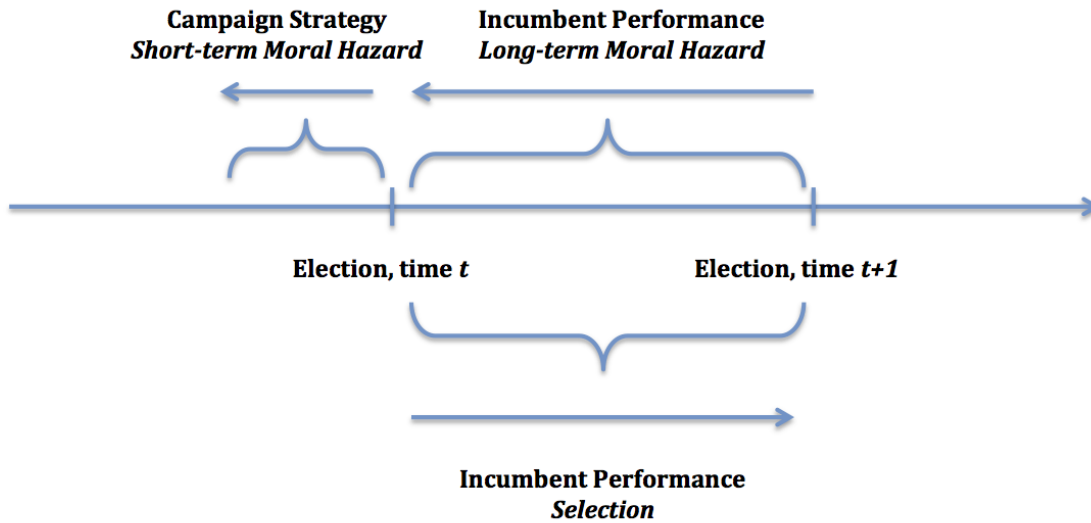 Campaign Strategy
Short-term Moral Hazard
Incumbent Performance
Long-term Moral Hazard
Election, time t
Election, time t+1
Incumbent Performance
Selection